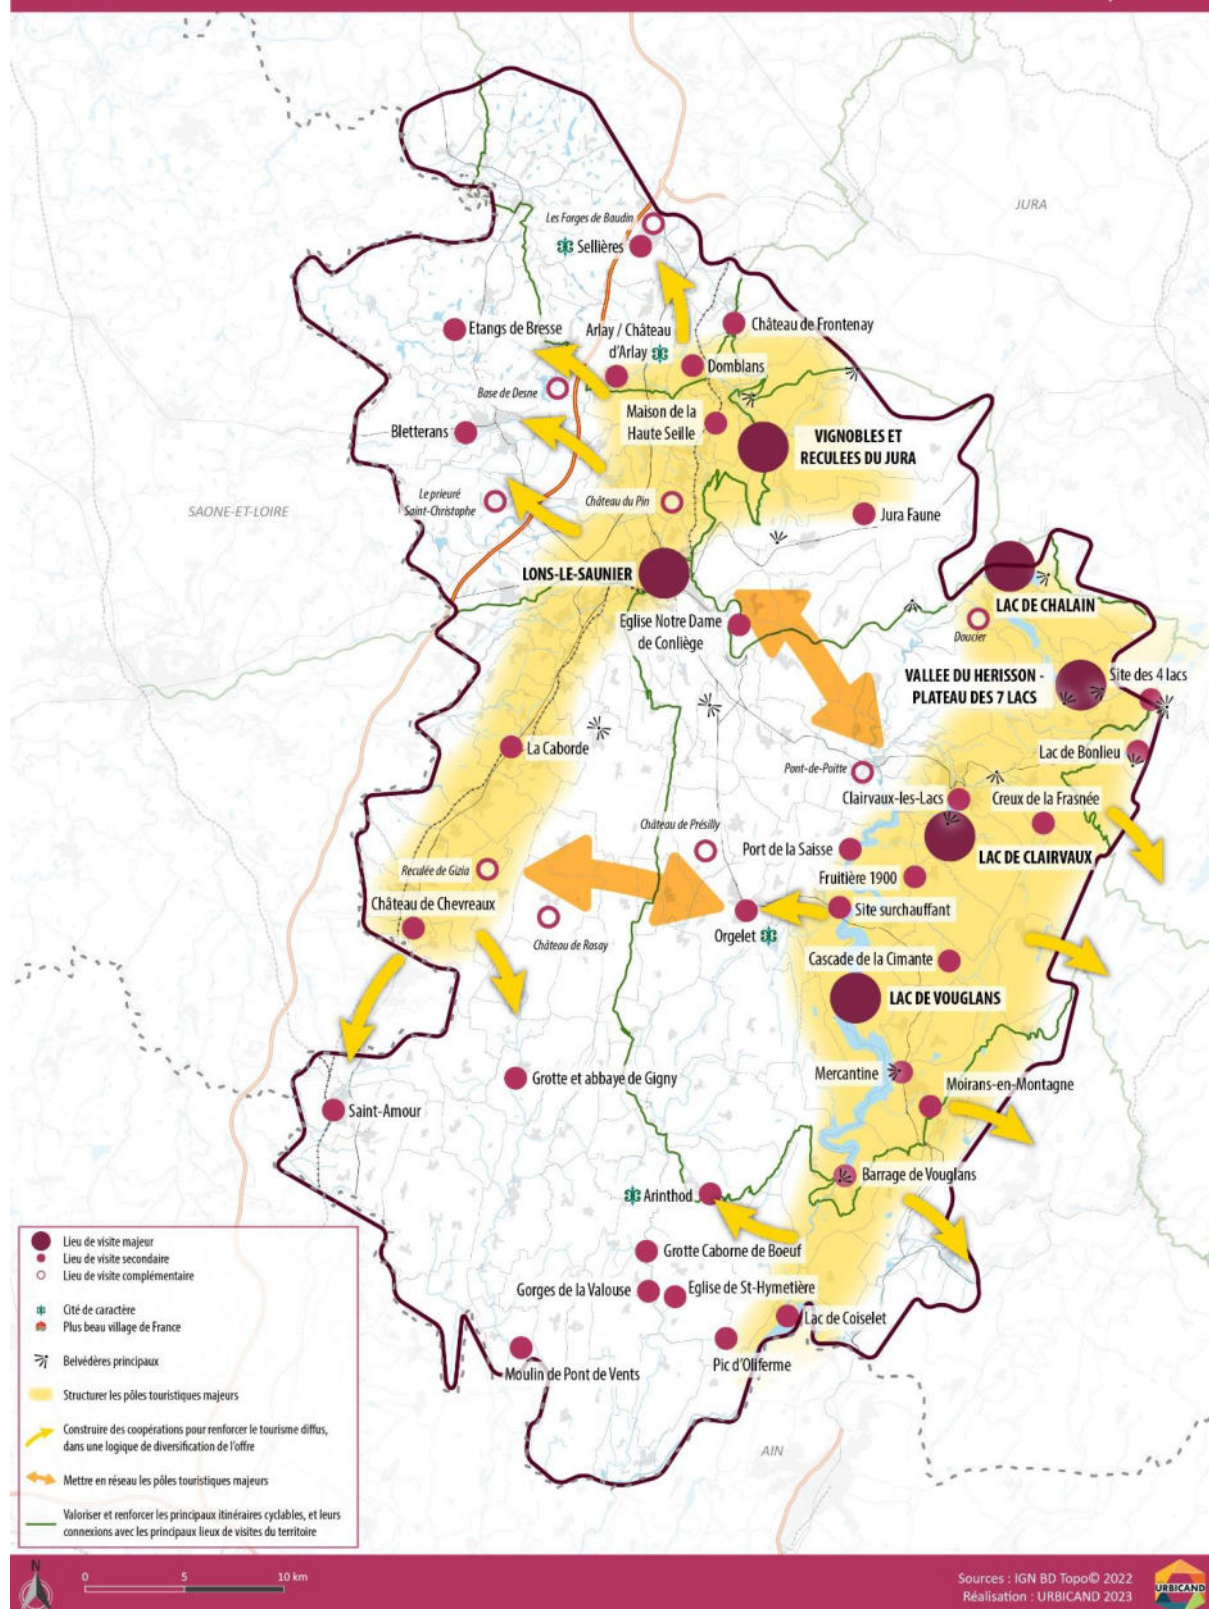 JURA
Les Forges de Baudin
Sellières
Etangs de Bresse
Arlay / Château
d'Arlay
Château de Frontenay
Domblans
Base de Desne
Maison de la
Haute Seille
Bletterans
VIGNOBLES ET
RECULEES DU JURA
Le prieuré
Saint-Christophe
Château du Pin
SAONE-ET-LOIRE
Jura Faune
LONS-LE-SAUNIER
LAC DE CHALAIN
Eglise Notre Dame
de Conliège
Doucier
VALLEE DU HERISSON -
PLATEAU DES 7 LACS
Site des 4 lacs
La Caborde
Lac de Bonlieu
Pont-de-Poitte
Clairvaux-les-Lacs
Creux de la Frasnée
Château de Présilly
Port de la Saisse
LAC DE CLAIRVAUX
Reculée de Gizia
Fruitière 1900
Château de Chevreaux
Site surchauffant
Orgelet
Château de Rosay
Cascade de la Cimante
LAC DE VOUGLANS
Mercantine
Grotte et abbaye de Gigny
Moirans-en-Montagne
Saint-Amour
Barrage de Vouglans
Arinthod
Grotte Caborne de Boeuf
Gorges de la Valouse
Eglise de St-Hymetière
Lac de Coiselet
Pic d'Oliferme
Moulin de Pont de Vents
AIN
Lieu de visite majeur
Lieu de visite secondaire
Lieu de visite complémentaire
Cité de caractère
Plus beau village de France
Belvédères principaux
Structurer les pôles touristiques majeurs
Construire des coopérations pour renforcer le tourisme diffus,
dans une logique de diversification de l'offre
Mettre en réseau les pôles touristiques majeurs
Valoriser et renforcer les principaux itinéraires cyclables, et leurs
connexions avec les principaux lieux de visites du territoire
N
0 5 10 km
Sources : IGN BD Topo© 2022
Réalisation : URBICAND 2023
URBICAND